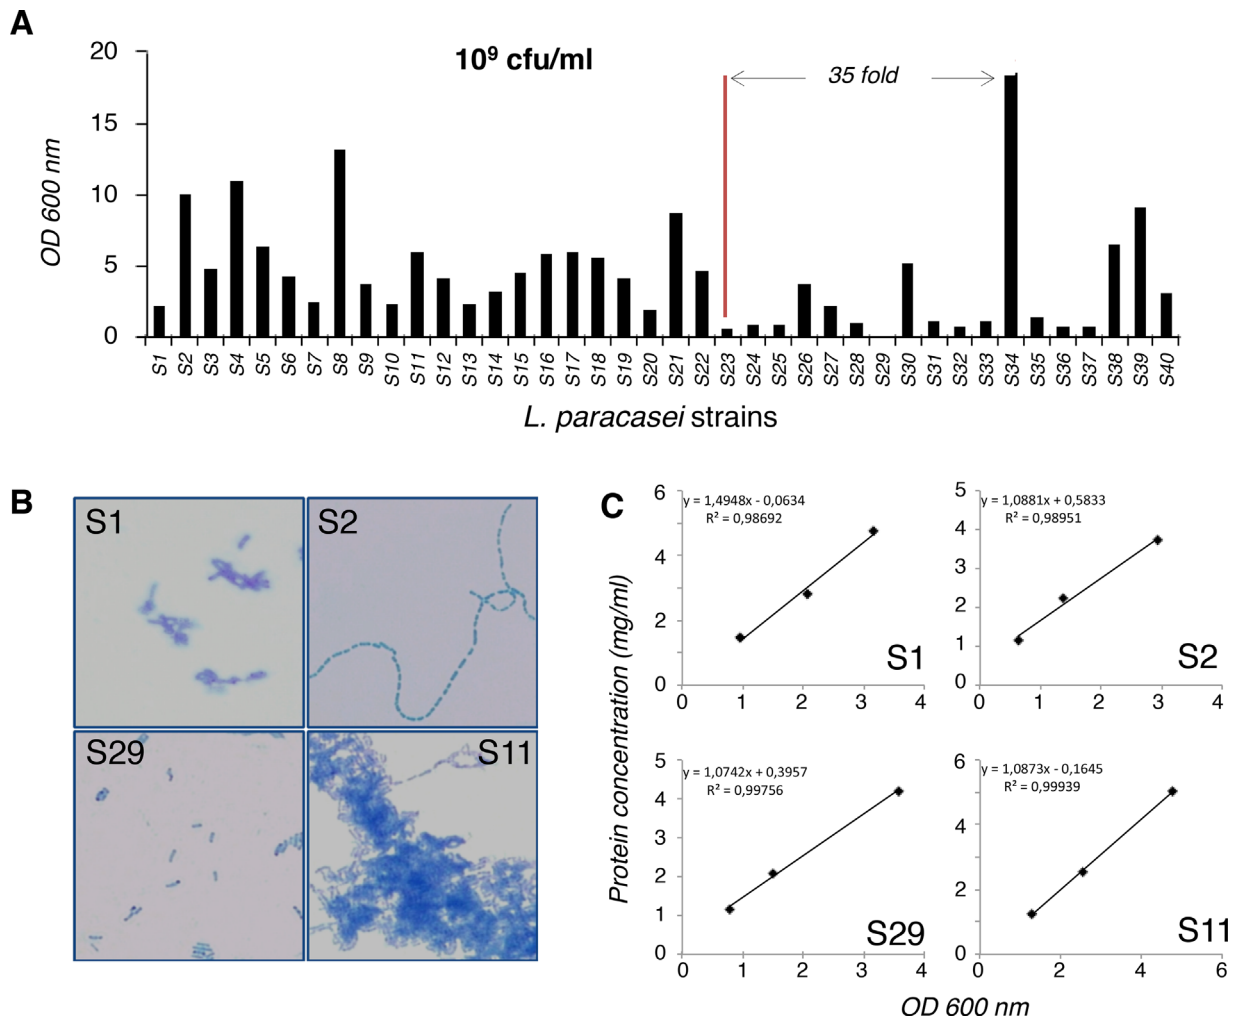 A
10⁹ cfu/ml
35 fold
OD 600 nm
20
15
10
5
0
S1 S2 S3 S4 S5 S6 S7 S8 S9 S10 S11 S12 S13 S14 S15 S16 S17 S18 S19 S20 S21 S22 S23 S24 S25 S26 S27 S28 S29 S30 S31 S32 S33 S34 S35 S36 S37 S38 S39 S40
L. paracasei strains
B
S1
S2
S29
S11
C
Protein concentration (mg/ml)
y = 1,4948x - 0,0634
R² = 0,98692
6
4
2
0
0 1 2 3 4
S1
y = 1,0881x + 0,5833
R² = 0,98951
5
4
3
2
1
0
0 1 2 3 4
S2
y = 1,0742x + 0,3957
R² = 0,99756
5
4
3
2
1
0
0 1 2 3 4
S29
y = 1,0873x - 0,1645
R² = 0,99939
6
4
2
0
0 2 4 6
S11
OD 600 nm